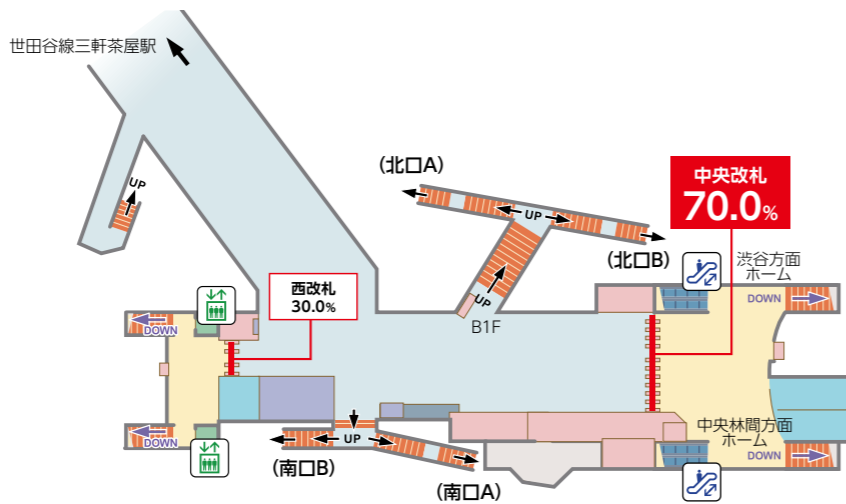 世田谷線三軒茶屋駅
UP
(北口A)
UP
(北口B)
中央改札
70.0%
渋谷方面
ホーム
DOWN
DOWN
西改札
30.0%
UP
B1F
DOWN
UP
(南口B)
(南口A)
中央林間方面
ホーム
DOWN